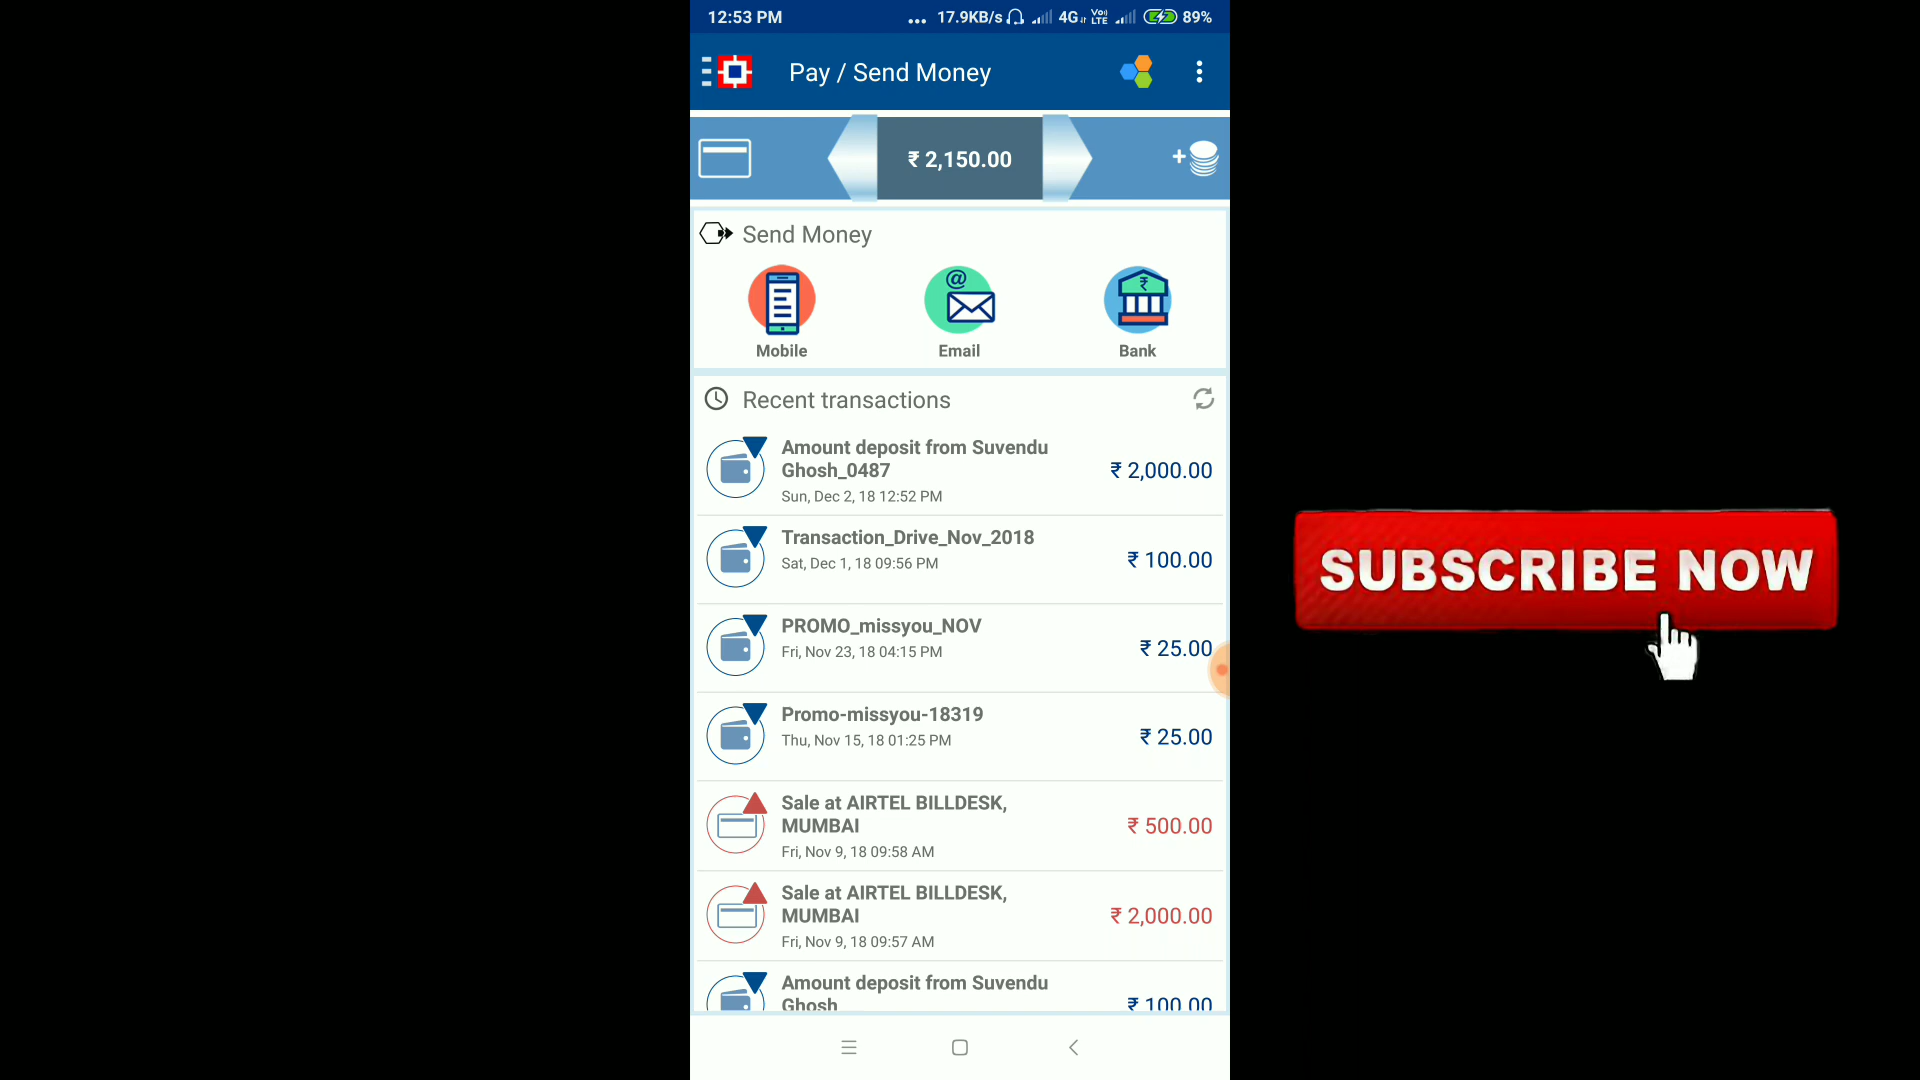 12:53 PM
... 17.9KB/s 4G Vo) LTE 89%
Pay / Send Money
₹ 2,150.00
+
Send Money
@
₹
Mobile
Email
Bank
Recent transactions
Amount deposit from Suvendu
Ghosh_0487
₹ 2,000.00
Sun, Dec 2, 18 12:52 PM
Transaction_Drive_Nov_2018
Sat, Dec 1, 18 09:56 PM
₹ 100.00
PROMO_missyou_NOV
Fri, Nov 23, 18 04:15 PM
₹ 25.00
Promo-missyou-18319
Thu, Nov 15, 18 01:25 PM
₹ 25.00
Sale at AIRTEL BILLDESK,
MUMBAI
₹ 500.00
Fri, Nov 9, 18 09:58 AM
Sale at AIRTEL BILLDESK,
MUMBAI
₹ 2,000.00
Fri, Nov 9, 18 09:57 AM
Amount deposit from Suvendu
Ghosh
₹ 100.00
SUBSCRIBE NOW